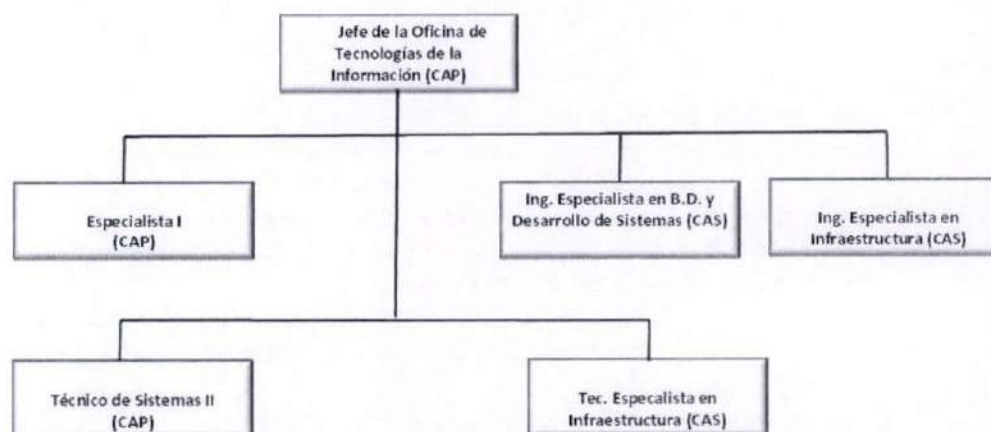 Jefe de la Oficina de
Tecnologías de la
Información (CAP)
Especialista I
(CAP)
Ing. Especialista en B.D. y
Desarrollo de Sistemas (CAS)
Ing. Especialista en
Infraestructura (CAS)
Técnico de Sistemas II
(CAP)
Tec. Especalista en
Infraestructura (CAS)